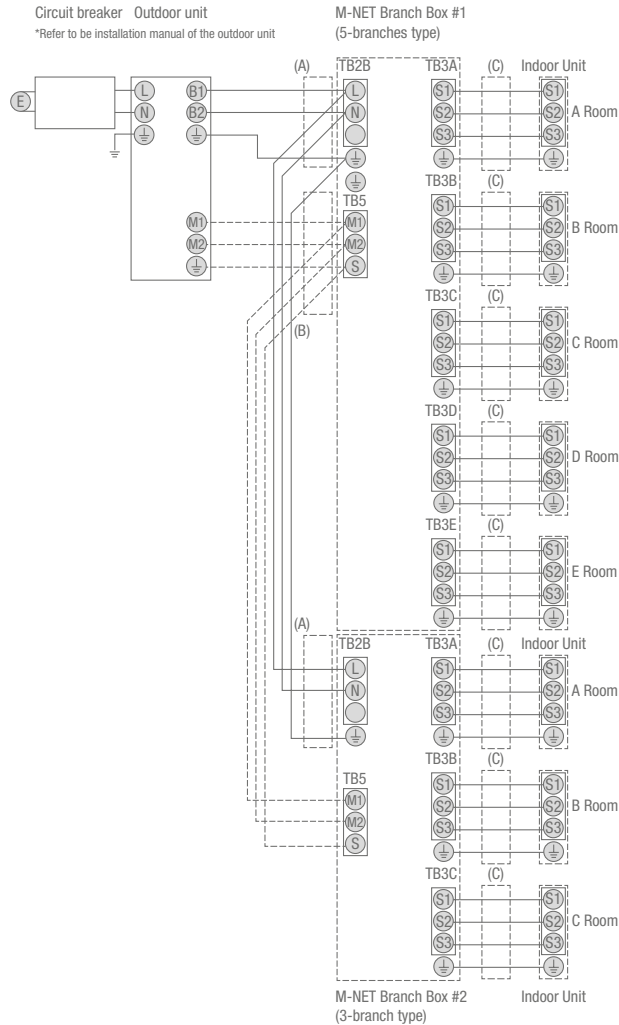 Circuit breaker Outdoor unit
*Refer to be installation manual of the outdoor unit
M-NET Branch Box #1
(5-branches type)
(A) TB2B TB3A (C) Indoor Unit
E L B1 L S1 S1
N B2 N S2 S2 A Room
S3 S3
TB3B (C)
TB5 S1 S1
M1 M1 S2 S2 B Room
M2 M2 S3 S3
S
TB3C (C)
(B)
S1 S1
S2 S2 C Room
S3 S3
TB3D (C)
S1 S1
S2 S2 D Room
S3 S3
TB3E (C)
S1 S1
S2 S2 E Room
S3 S3
(A)
TB2B TB3A (C) Indoor Unit
L S1 S1
N S2 S2 A Room
S3 S3
TB3B (C)
TB5 S1 S1
M1 S2 S2 B Room
M2 S3 S3
S
TB3C (C)
S1 S1
S2 S2 C Room
S3 S3
M-NET Branch Box #2 Indoor Unit
(3-branch type)